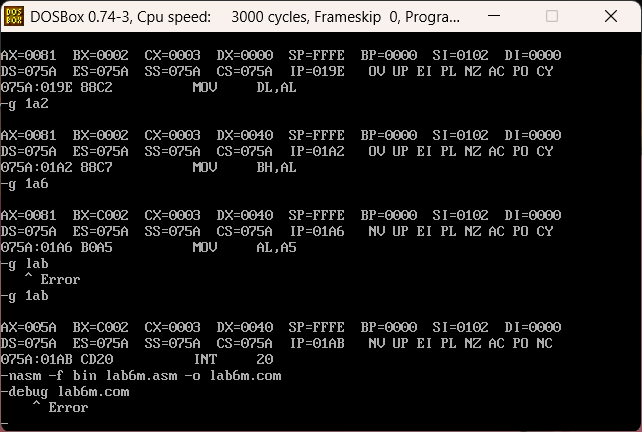 DOS BOX DOSBox 0.74-3, Cpu speed: 3000 cycles, Frameskip 0, Progra...
AX=0081 BX=0002 CX=0003 DX=0000 SP=FFFE BP=0000 SI=0102 DI=0000
DS=075A ES=075A SS=075A CS=075A IP=019E OV UP EI PL NZ AC PO CY
075A:019E 88C2 MOV DL,AL
-g 1a2
AX=0081 BX=0002 CX=0003 DX=0040 SP=FFFE BP=0000 SI=0102 DI=0000
DS=075A ES=075A SS=075A CS=075A IP=01A2 OV UP EI PL NZ AC PO CY
075A:01A2 88C7 MOV BH,AL
-g 1a6
AX=0081 BX=C002 CX=0003 DX=0040 SP=FFFE BP=0000 SI=0102 DI=0000
DS=075A ES=075A SS=075A CS=075A IP=01A6 NV UP EI PL NZ AC PO CY
075A:01A6 B0A5 MOV AL,A5
-g lab
^ Error
-g 1ab
AX=005A BX=C002 CX=0003 DX=0040 SP=FFFE BP=0000 SI=0102 DI=0000
DS=075A ES=075A SS=075A CS=075A IP=01AB NV UP EI PL NZ AC PO NC
075A:01AB CD20 INT 20
-nasm -f bin lab6m.asm -o lab6m.com
-debug lab6m.com
^ Error
-